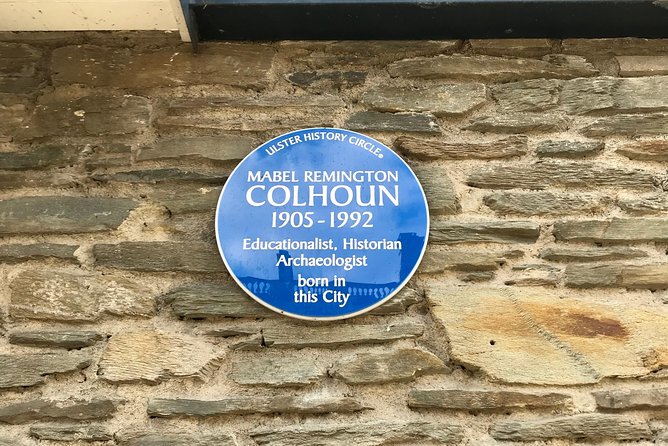 ULSTER HISTORY CIRCLE®
MABEL REMINGTON
COLHOUN
1905 - 1992
Educationalist, Historian
Archaeologist
born in
this City